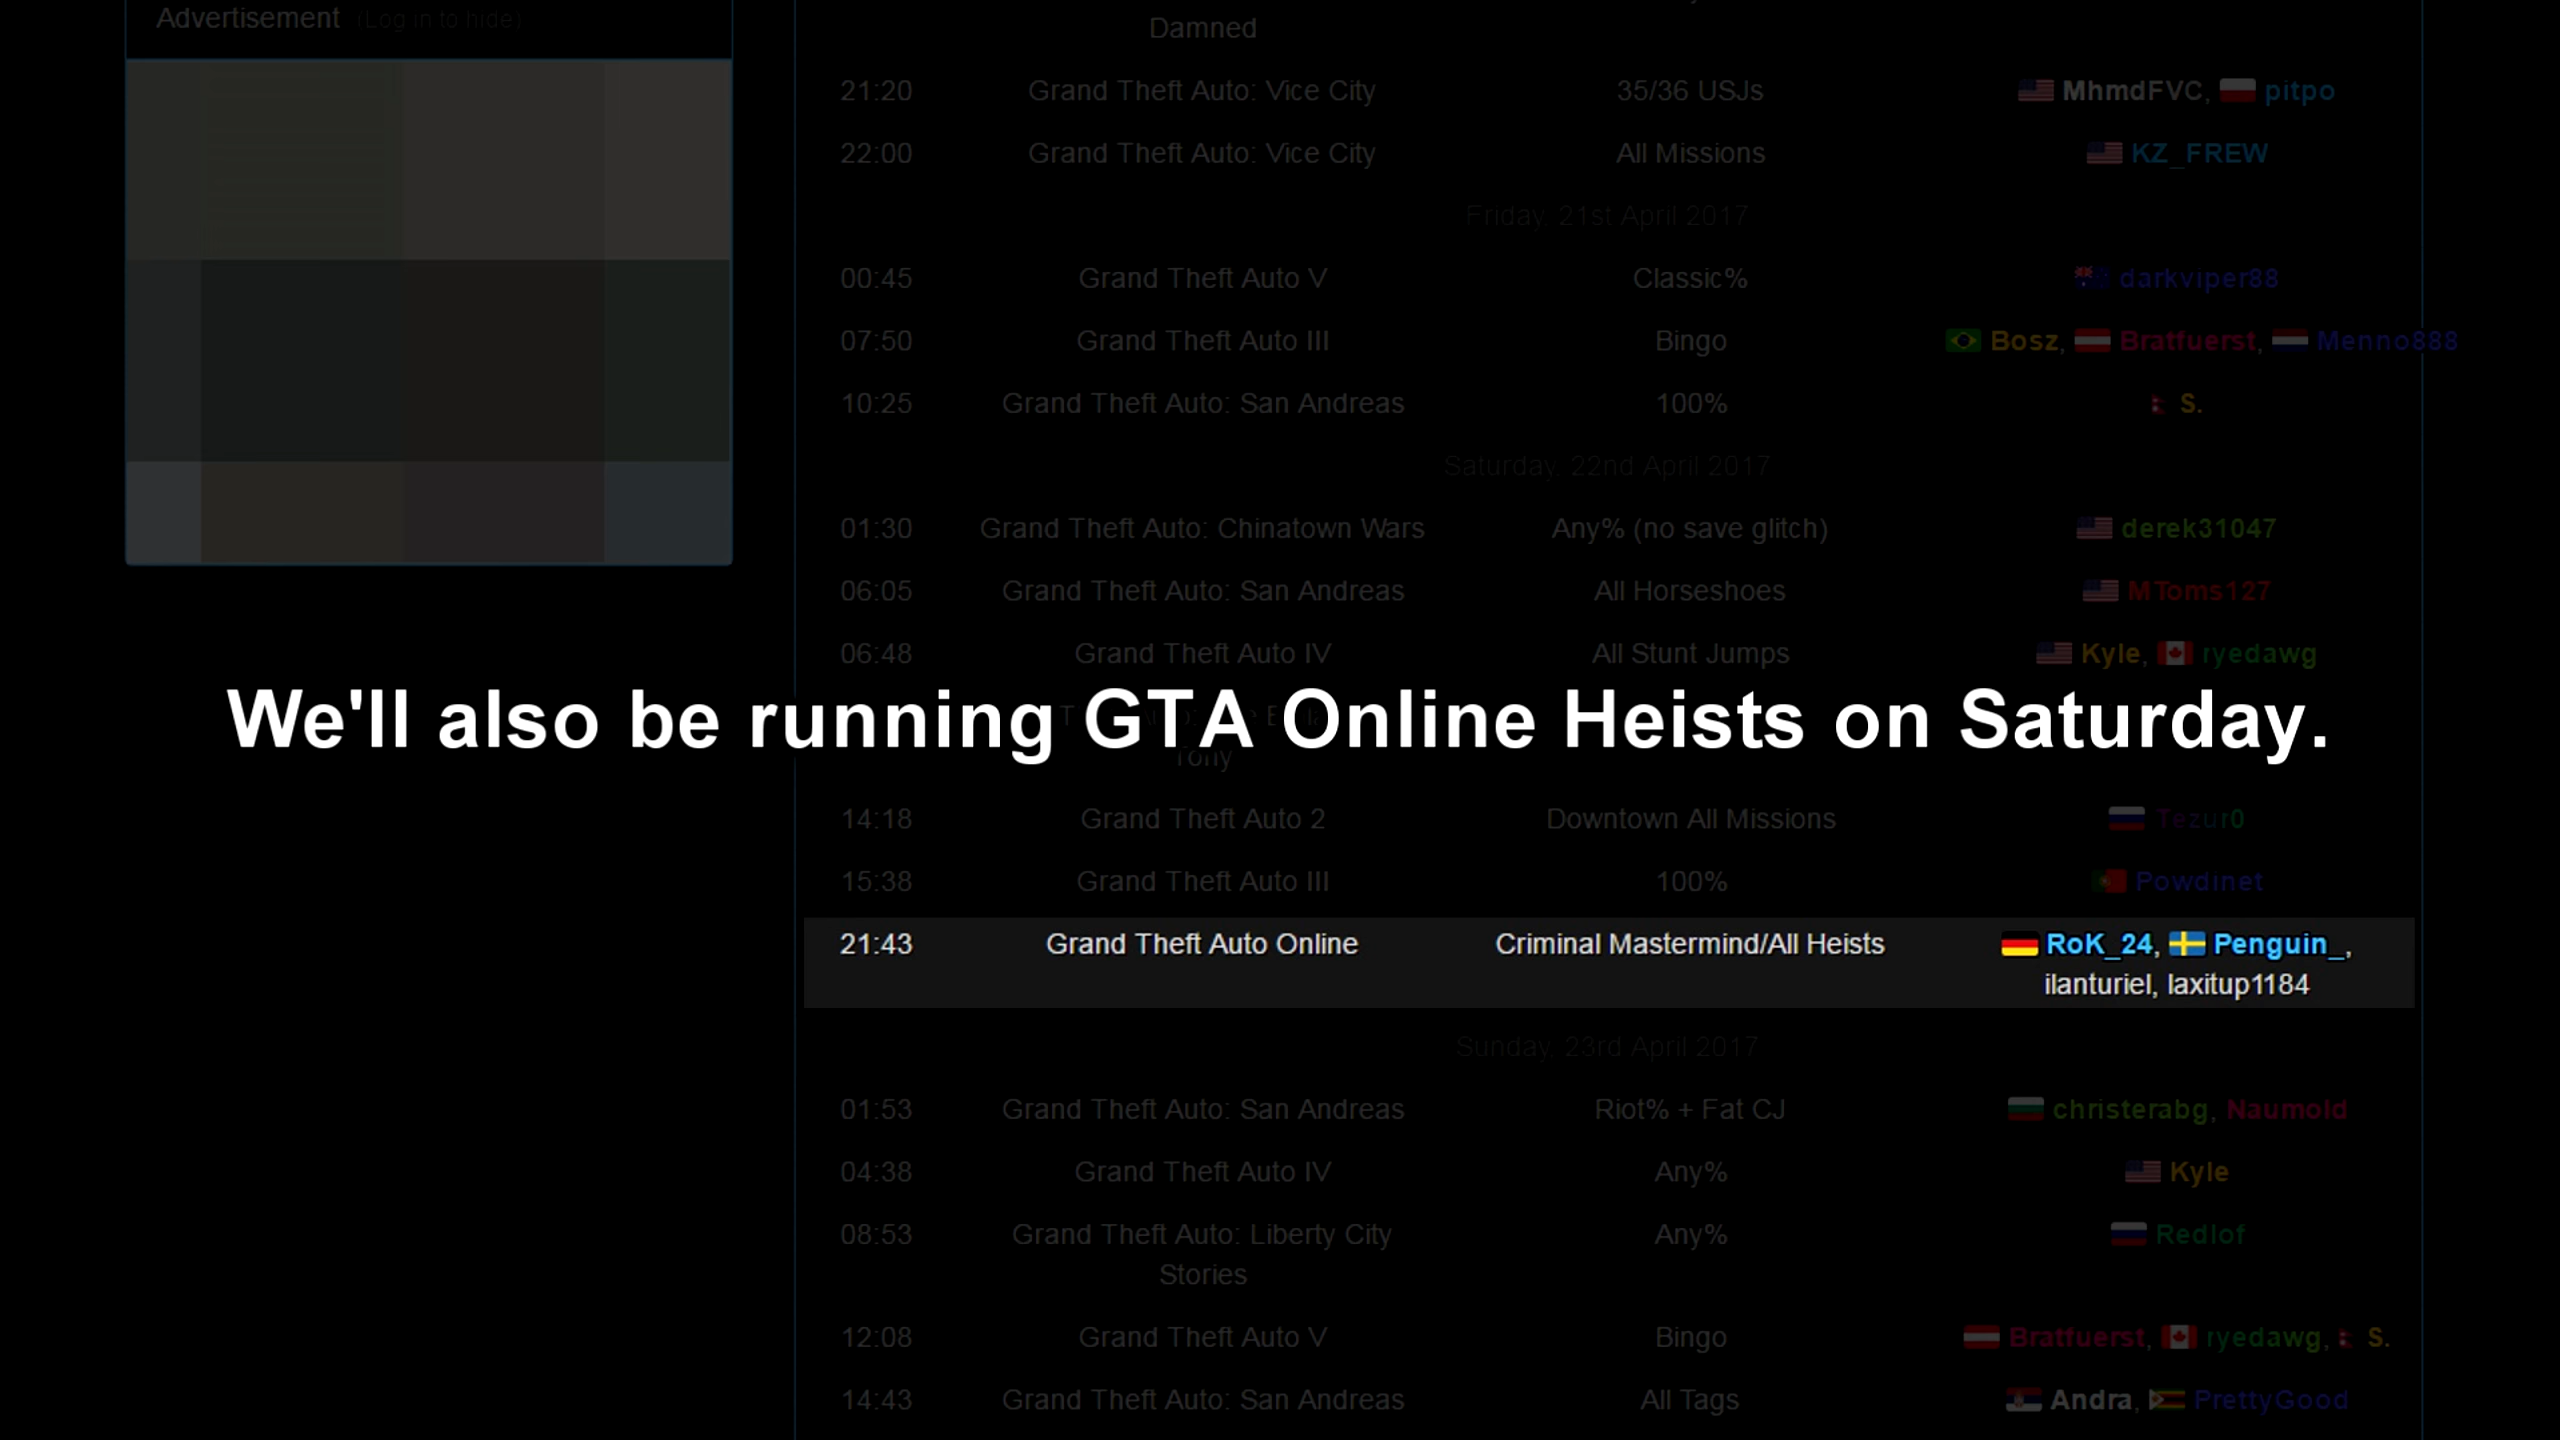 Advertisement (Log in to hide)
Damned
21:20 Grand Theft Auto: Vice City 35/36 USJs MhmdFVC, pitpo
22:00 Grand Theft Auto: Vice City All Missions KZ_FREW
Friday, 21st April 2017
00:45 Grand Theft Auto V Classic% darkviper88
07:50 Grand Theft Auto III Bingo Bosz, Bratfuerst, Menno888
10:25 Grand Theft Auto: San Andreas 100% S.
Saturday, 22nd April 2017
01:30 Grand Theft Auto: Chinatown Wars Any% (no save glitch) derek31047
06:05 Grand Theft Auto: San Andreas All Horseshoes MToms127
06:48 Grand Theft Auto IV All Stunt Jumps Kyle, ryedawg
We'll also be running GTA Online Heists on Saturday.
Tony
14:18 Grand Theft Auto 2 Downtown All Missions Tezur0
15:38 Grand Theft Auto III 100% Powdinet
21:43 Grand Theft Auto Online Criminal Mastermind/All Heists RoK_24, Penguin_,
ilanturiel, laxitup1184
Sunday, 23rd April 2017
01:53 Grand Theft Auto: San Andreas Riot% + Fat CJ christerabg, Naumold
04:38 Grand Theft Auto IV Any% Kyle
08:53 Grand Theft Auto: Liberty City Any% Redlof
Stories
12:08 Grand Theft Auto V Bingo Bratfuerst, ryedawg, S.
14:43 Grand Theft Auto: San Andreas All Tags Andra, PrettyGood